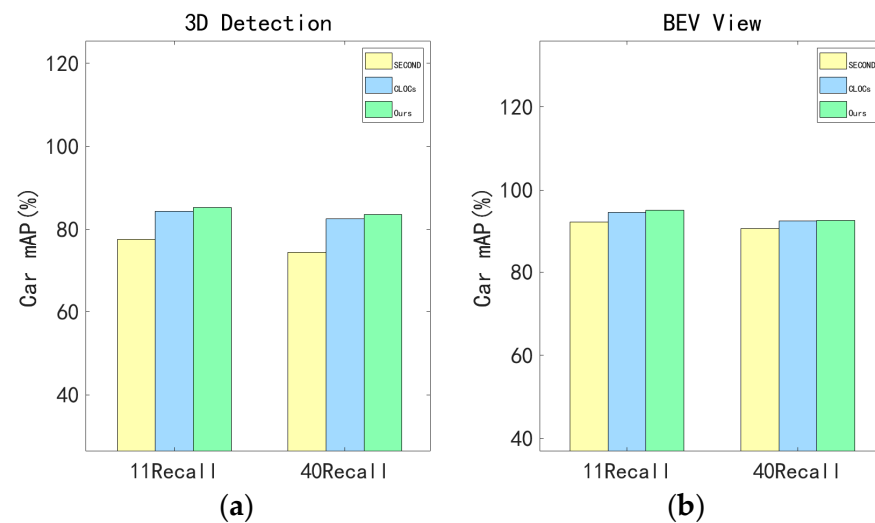 3D Detection
120
100
80
60
40
Car mAP(%)
SECOND
CLOCs
Ours
11Recall
40Recall
(a)
BEV View
120
100
80
60
40
Car mAP(%)
SECOND
CLOCs
Ours
11Recall
40Recall
(b)